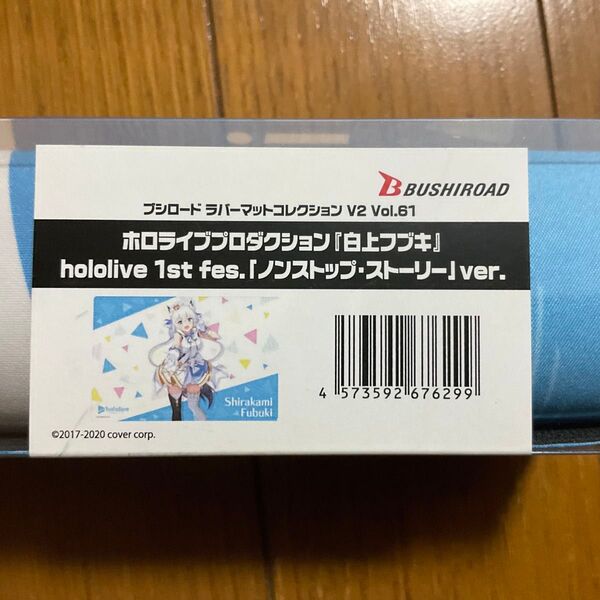 BUSHIROAD
ブシロード ラバーマットコレクション V2 Vol.61
ホロライブプロダクション『白上フブキ』
hololive 1st fes.「ノンストップ・ストーリー」ver.
Shirakami
Fubuki
hololive
4 573592 676299
©2017-2020 cover corp.